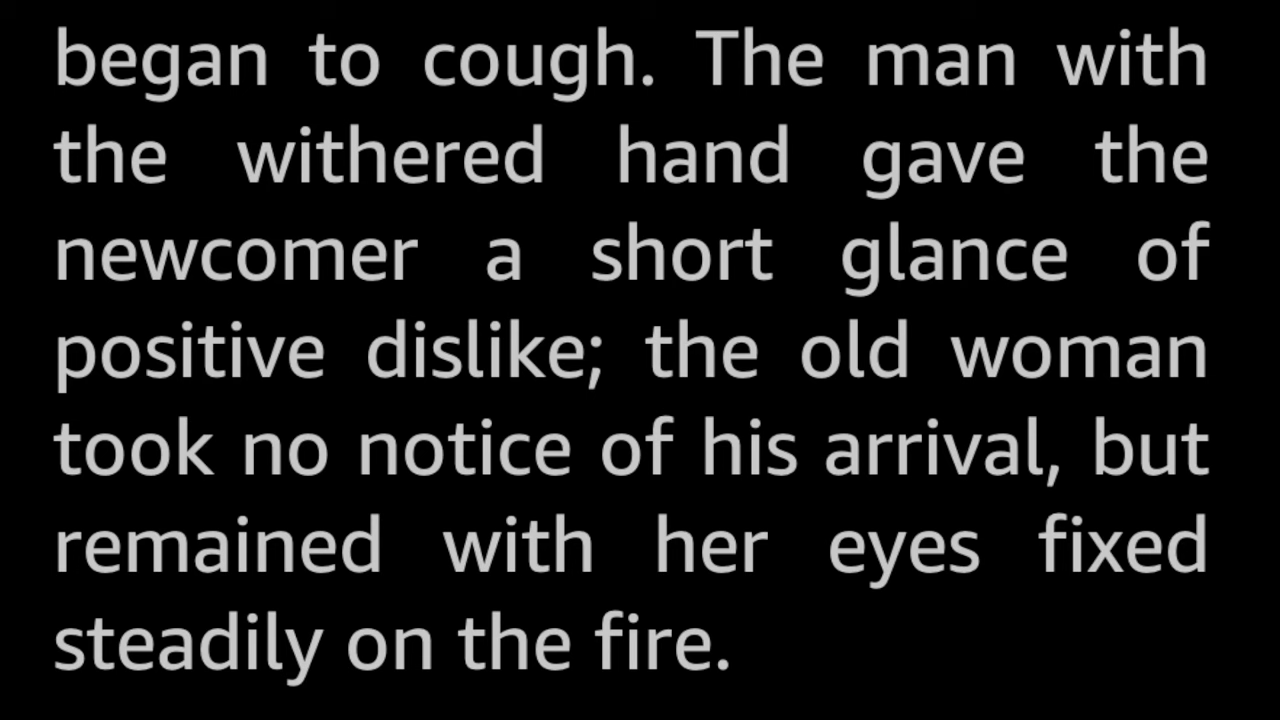 began to cough. The man with
the withered hand gave the
newcomer a short glance of
positive dislike; the old woman
took no notice of his arrival, but
remained with her eyes fixed
steadily on the fire.